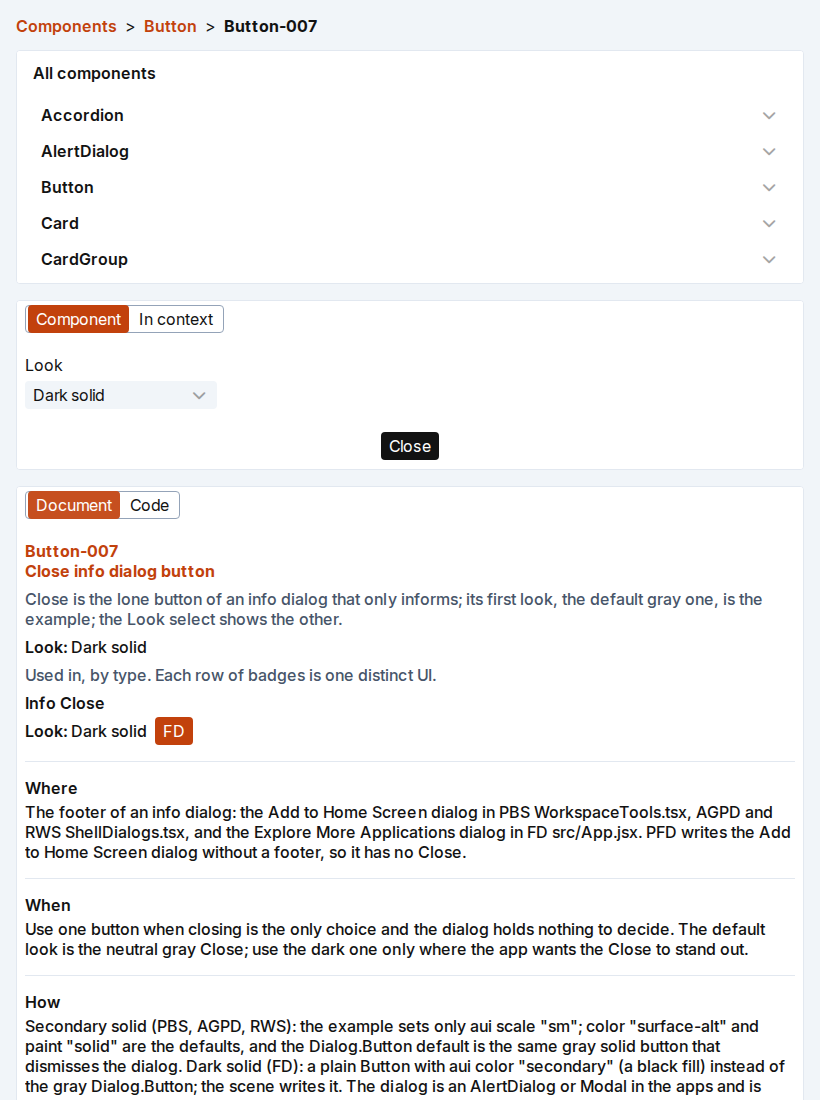 Components > Button > Button-007
All components
Accordion
AlertDialog
Button
Card
CardGroup
Component In context
Look
Dark solid
Close
Document Code
Button-007
Close info dialog button
Close is the lone button of an info dialog that only informs; its first look, the default gray one, is the
example; the Look select shows the other.
Look: Dark solid
Used in, by type. Each row of badges is one distinct UI.
Info Close
Look: Dark solid FD
Where
The footer of an info dialog: the Add to Home Screen dialog in PBS WorkspaceTools.tsx, AGPD and
RWS ShellDialogs.tsx, and the Explore More Applications dialog in FD src/App.jsx. PFD writes the Add
to Home Screen dialog without a footer, so it has no Close.
When
Use one button when closing is the only choice and the dialog holds nothing to decide. The default
look is the neutral gray Close; use the dark one only where the app wants the Close to stand out.
How
Secondary solid (PBS, AGPD, RWS): the example sets only aui scale "sm"; color "surface-alt" and
paint "solid" are the defaults, and the Dialog.Button default is the same gray solid button that
dismisses the dialog. Dark solid (FD): a plain Button with aui color "secondary" (a black fill) instead of
the gray Dialog.Button; the scene writes it. The dialog is an AlertDialog or Modal in the apps and is